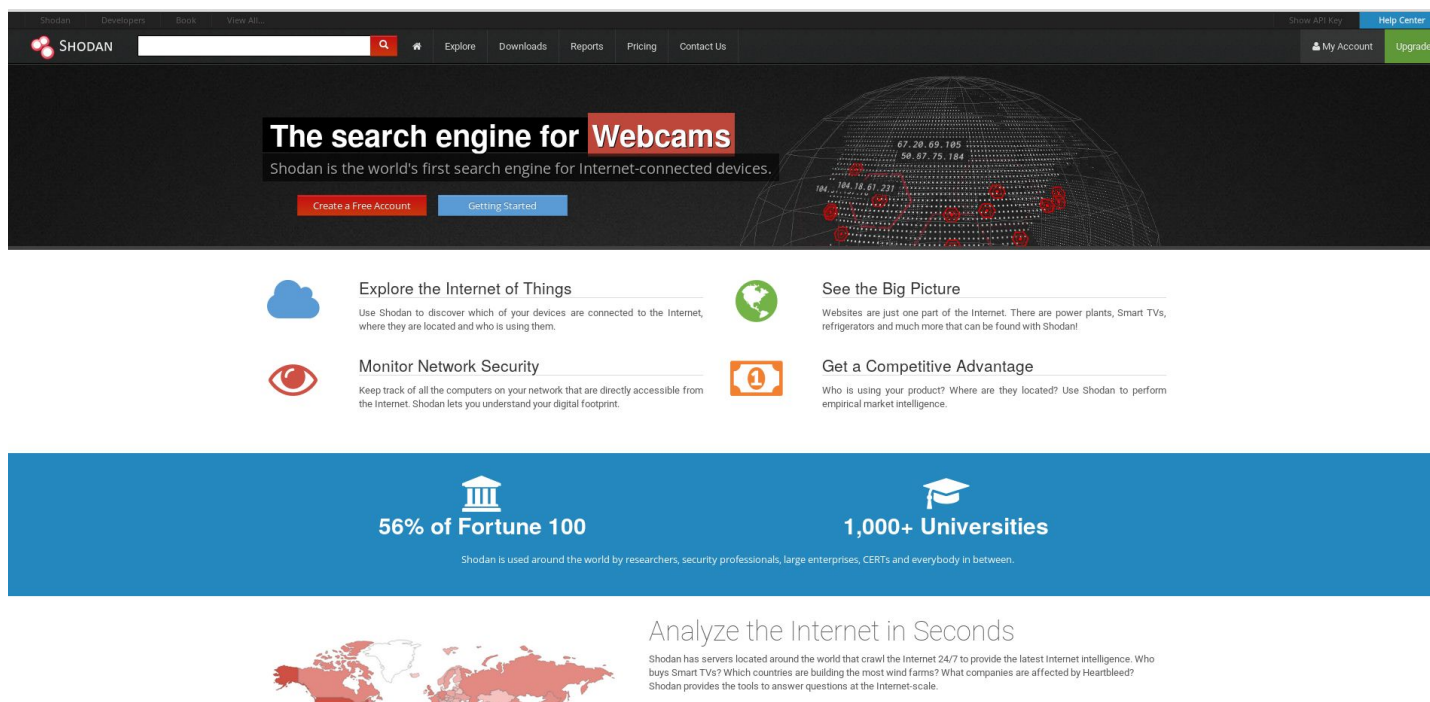 Shodan Developers Book View All... Show API Key Help Center
SHODAN Explore Downloads Reports Pricing Contact Us My Account Upgrade
The search engine for Webcams
Shodan is the world's first search engine for Internet-connected devices.
Create a Free Account Getting Started
67.20.69.105
50.87.75.184
104. 104.18.61.231
Explore the Internet of Things
Use Shodan to discover which of your devices are connected to the Internet,
where they are located and who is using them.
See the Big Picture
Websites are just one part of the Internet. There are power plants, Smart TVs,
refrigerators and much more that can be found with Shodan!
Monitor Network Security
Keep track of all the computers on your network that are directly accessible from
the Internet. Shodan lets you understand your digital footprint.
1
Get a Competitive Advantage
Who is using your product? Where are they located? Use Shodan to perform
empirical market intelligence.
56% of Fortune 100
1,000+ Universities
Shodan is used around the world by researchers, security professionals, large enterprises, CERTs and everybody in between.
Analyze the Internet in Seconds
Shodan has servers located around the world that crawl the Internet 24/7 to provide the latest Internet intelligence. Who
buys Smart TVs? Which countries are building the most wind farms? What companies are affected by Heartbleed?
Shodan provides the tools to answer questions at the Internet-scale.